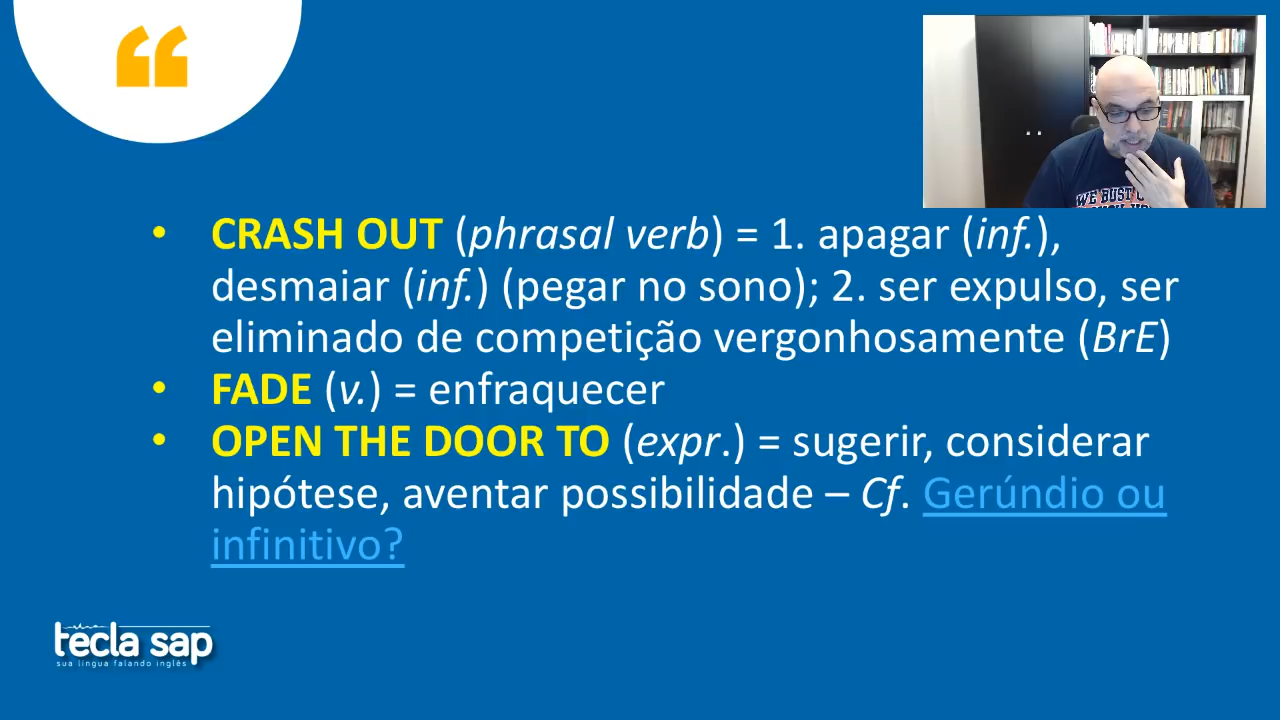 “
• CRASH OUT (phrasal verb) = 1. apagar (inf.),
desmaiar (inf.) (pegar no sono); 2. ser expulso, ser
eliminado de competição vergonhosamente (BrE)
• FADE (v.) = enfraquecer
• OPEN THE DOOR TO (expr.) = sugerir, considerar
hipótese, aventar possibilidade – Cf. Gerúndio ou
infinitivo?
tecla sap
sua língua falando inglês
WE BUST